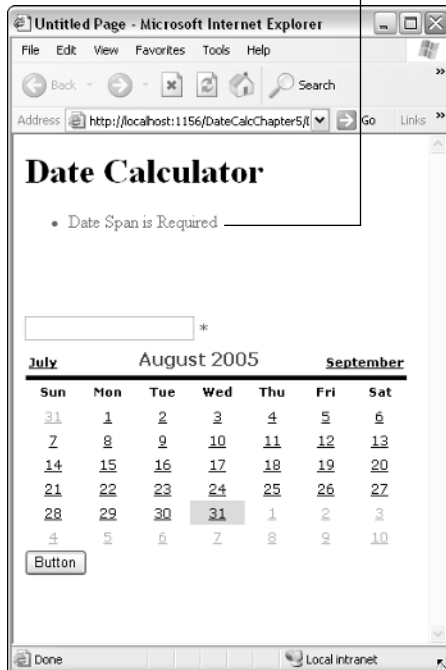 Untitled Page - Microsoft Internet Explorer
File Edit View Favorites Tools Help
Back Search »
Address http://localhost:1156/DateCalcChapter5/ Go Links »
Date Calculator
• Date Span is Required
*
July August 2005 September
Sun Mon Tue Wed Thu Fri Sat
31 1 2 3 4 5 6
7 8 9 10 11 12 13
14 15 16 17 18 19 20
21 22 23 24 25 26 27
28 29 30 31 1 2 3
4 5 6 7 8 9 10
Button
Done Local intranet